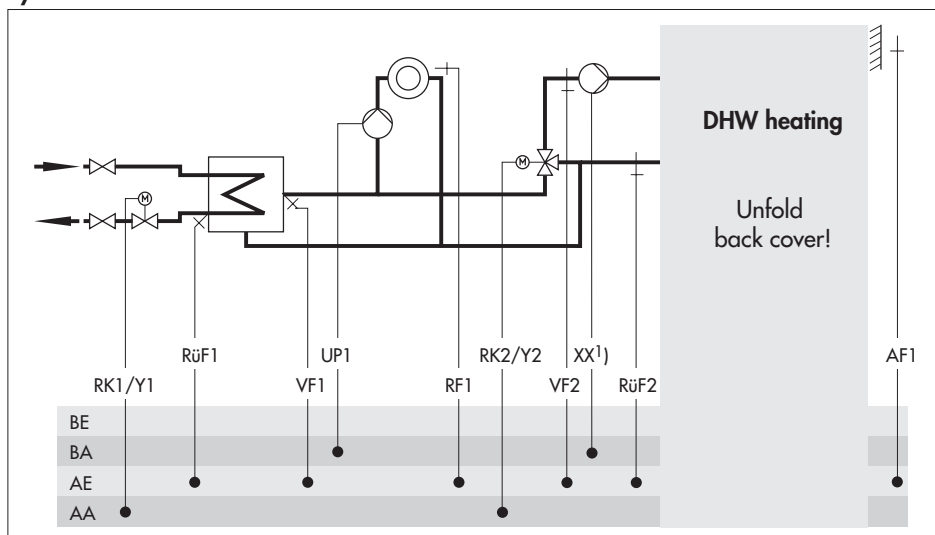 DHW heating
Unfold
back cover!
M
M
RüF1 UP1 RK2/Y2 XX1) AF1
RK1/Y1 VF1 RF1 VF2 RüF2
BE
BA
AE
AA